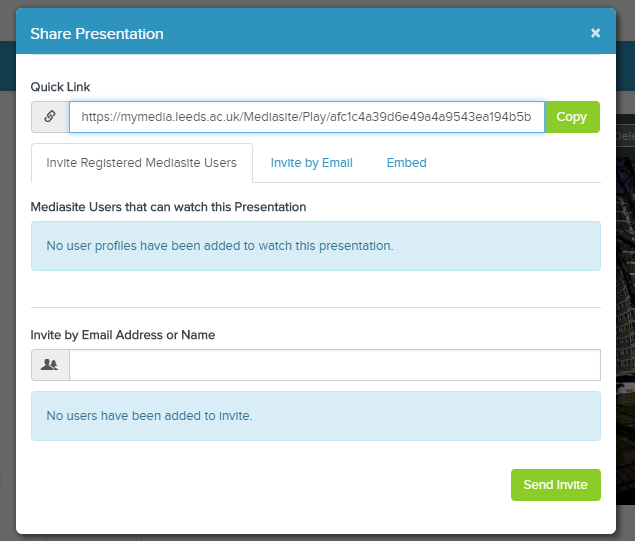 Share Presentation ×
Quick Link
https://mymedia.leeds.ac.uk/Mediasite/Play/afc1c4a39d6e49a4a9543ea194b5b Copy
Invite Registered Mediasite Users Invite by Email Embed
Mediasite Users that can watch this Presentation
No user profiles have been added to watch this presentation.
Invite by Email Address or Name
No users have been added to invite.
Send Invite